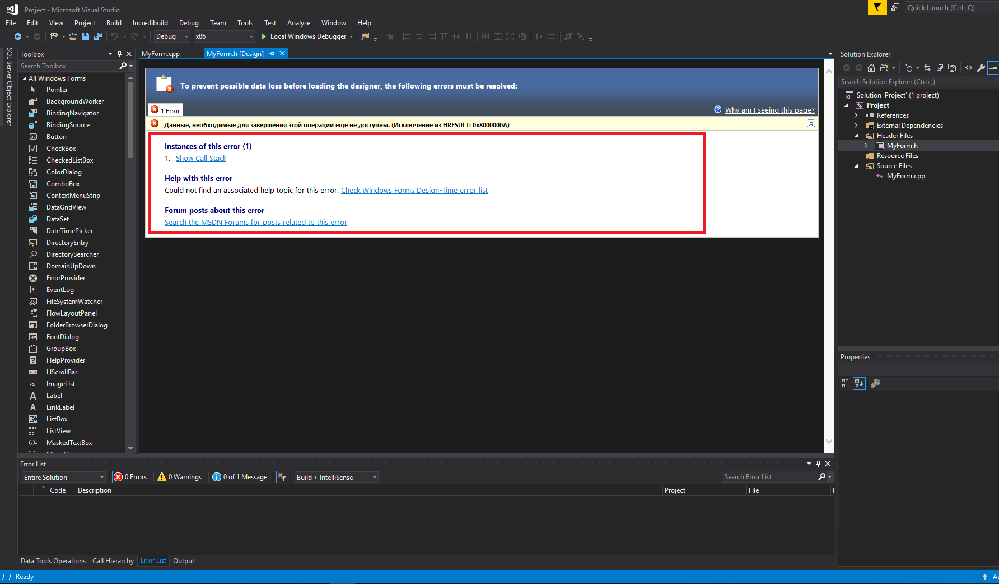 Project - Microsoft Visual Studio
Quick Launch (Ctrl+Q)
File Edit View Project Build Incredibuild Debug Team Tools Test Analyze Window Help
Debug x86 Local Windows Debugger
SQL Server Object Explorer
Toolbox
Search Toolbox
All Windows Forms
Pointer
BackgroundWorker
BindingNavigator
BindingSource
Button
CheckBox
CheckedListBox
ColorDialog
ComboBox
ContextMenuStrip
DataGridView
DataSet
DateTimePicker
DirectoryEntry
DirectorySearcher
DomainUpDown
ErrorProvider
EventLog
FileSystemWatcher
FlowLayoutPanel
FolderBrowserDialog
FontDialog
GroupBox
HelpProvider
HScrollBar
ImageList
Label
LinkLabel
ListBox
ListView
MaskedTextBox
MyForm.cpp MyForm.h [Design]
To prevent possible data loss before loading the designer, the following errors must be resolved:
1 Error
Why am I seeing this page?
Данные, необходимые для завершения этой операции еще не доступны. (Исключение из HRESULT: 0x8000000A)
Instances of this error (1)
1. Show Call Stack
Help with this error
Could not find an associated help topic for this error. Check Windows Forms Design-Time error list
Forum posts about this error
Search the MSDN Forums for posts related to this error
Solution Explorer
Search Solution Explorer (Ctrl+;)
Solution 'Project' (1 project)
Project
References
External Dependencies
Header Files
MyForm.h
Resource Files
Source Files
MyForm.cpp
Properties
Error List
Entire Solution 0 Errors 0 Warnings 0 of 1 Message Build + IntelliSense Search Error List
Code Description Project File
Data Tools Operations Call Hierarchy Error List Output
Ready